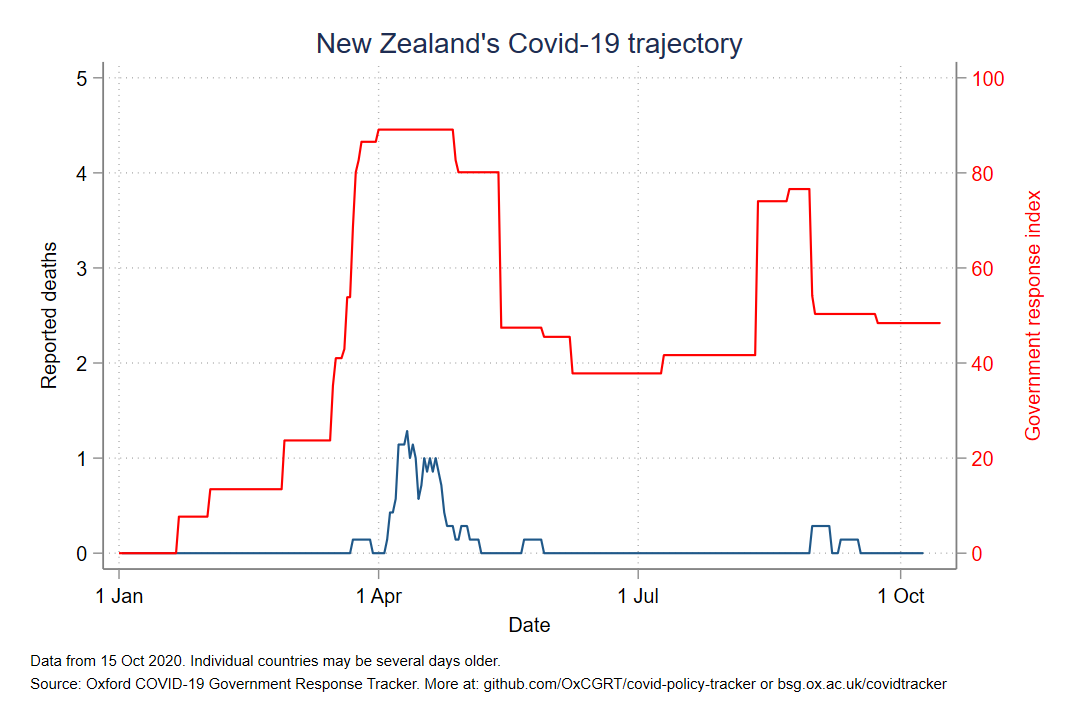 New Zealand's Covid-19 trajectory
5
4
3
2
1
0
Reported deaths
100
80
60
40
20
0
Government response index
1 Jan
1 Apr
1 Jul
1 Oct
Date
Data from 15 Oct 2020. Individual countries may be several days older.
Source: Oxford COVID-19 Government Response Tracker. More at: github.com/OxCGRT/covid-policy-tracker or bsg.ox.ac.uk/covidtracker